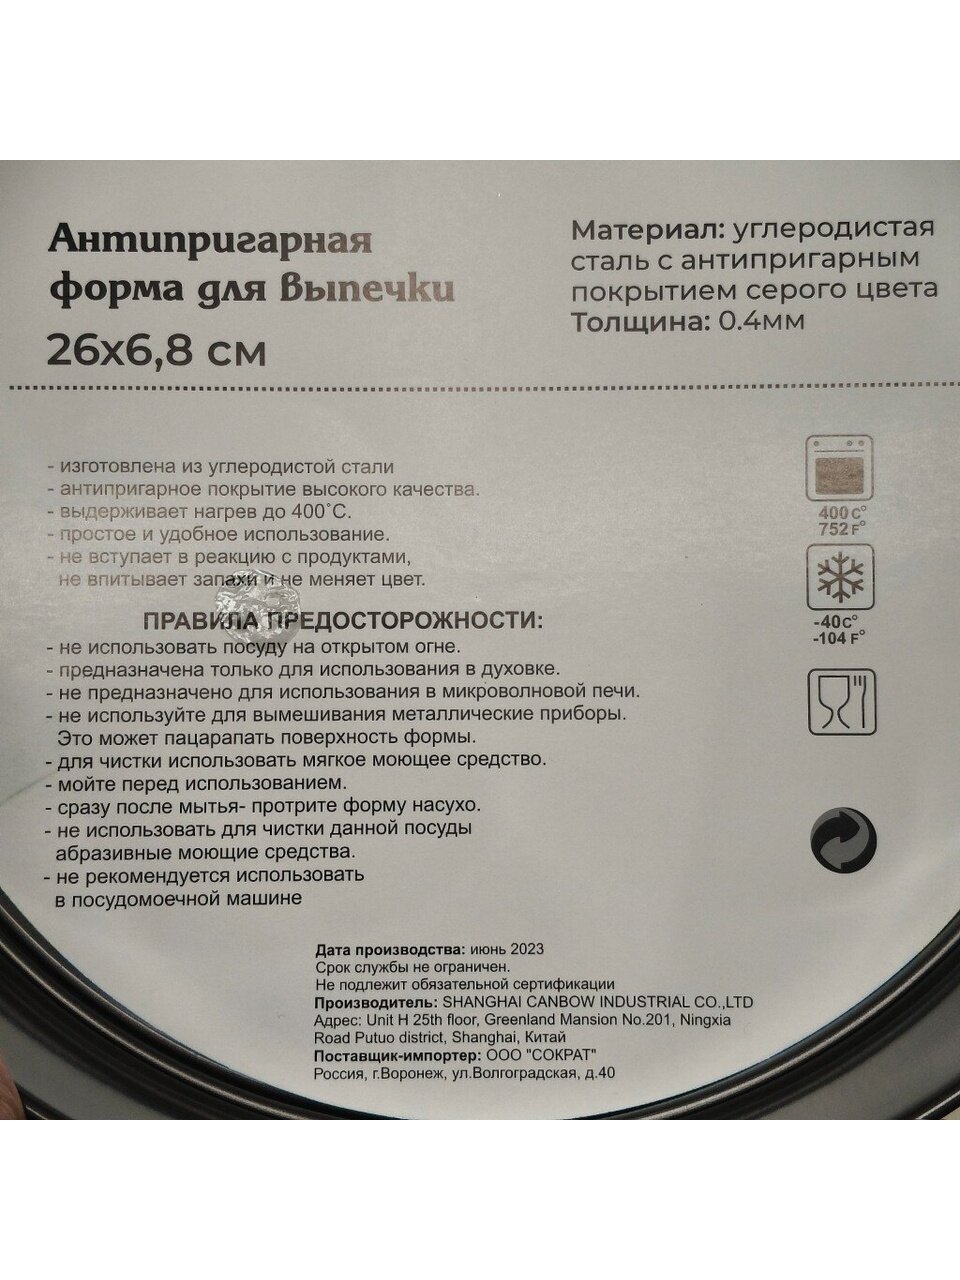 Антипригарная
форма для выпечки
26х6,8 см
Материал: углеродистая
сталь с антипригарным
покрытием серого цвета
Толщина: 0.4мм
- изготовлена из углеродистой стали
- антипригарное покрытие высокого качества.
- выдерживает нагрев до 400˚С.
- простое и удобное использование.
- не вступает в реакцию с продуктами,
не впитывает запахи и не меняет цвет.
400 C°
752 F°
-40C°
-104 F°
ПРАВИЛА ПРЕДОСТОРОЖНОСТИ:
- не использовать посуду на открытом огне.
- предназначена только для использования в духовке.
- не предназначено для использования в микроволновой печи.
- не используйте для вымешивания металлические приборы.
Это может пацарапать поверхность формы.
- для чистки использовать мягкое моющее средство.
- мойте перед использованием.
- сразу после мытья- протрите форму насухо.
- не использовать для чистки данной посуды
абразивные моющие средства.
- не рекомендуется использовать
в посудомоечной машине
Дата производства: июнь 2023
Срок службы не ограничен.
Не подлежит обязательной сертификации
Производитель: SHANGHAI CANBOW INDUSTRIAL CO.,LTD
Адрес: Unit H 25th floor, Greenland Mansion No.201, Ningxia
Road Putuo district, Shanghai, Китай
Поставщик-импортер: ООО "СОКРАТ"
Россия, г.Воронеж, ул.Волгоградская, д.40